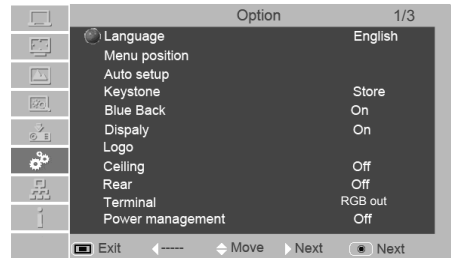 Option 1/3
Language English
Menu position
Auto setup
Keystone Store
Blue Back On
Dispaly On
Logo
Ceiling Off
Rear Off
Terminal RGB out
Power management Off
Exit ----- Move Next Next